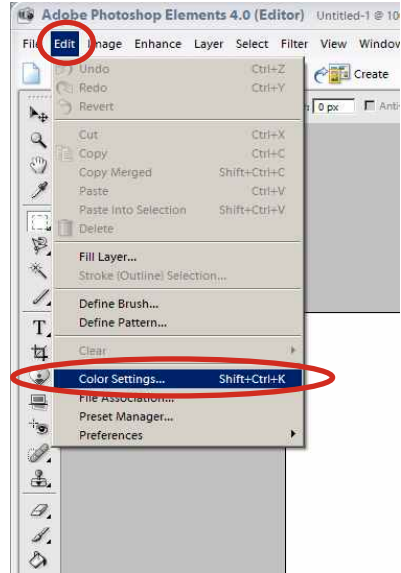 Adobe Photoshop Elements 4.0 (Editor) Untitled-1 @ 10
File Edit Image Enhance Layer Select Filter View Window
Create
0 px Anti
Undo Ctrl+Z
Redo Ctrl+Y
Revert
Cut Ctrl+X
Copy Ctrl+C
Copy Merged Shift+Ctrl+C
Paste Ctrl+V
Paste Into Selection Shift+Ctrl+V
Delete
Fill Layer...
Stroke (Outline) Selection...
Define Brush...
Define Pattern...
Clear
Color Settings... Shift+Ctrl+K
File Association...
Preset Manager...
Preferences
T